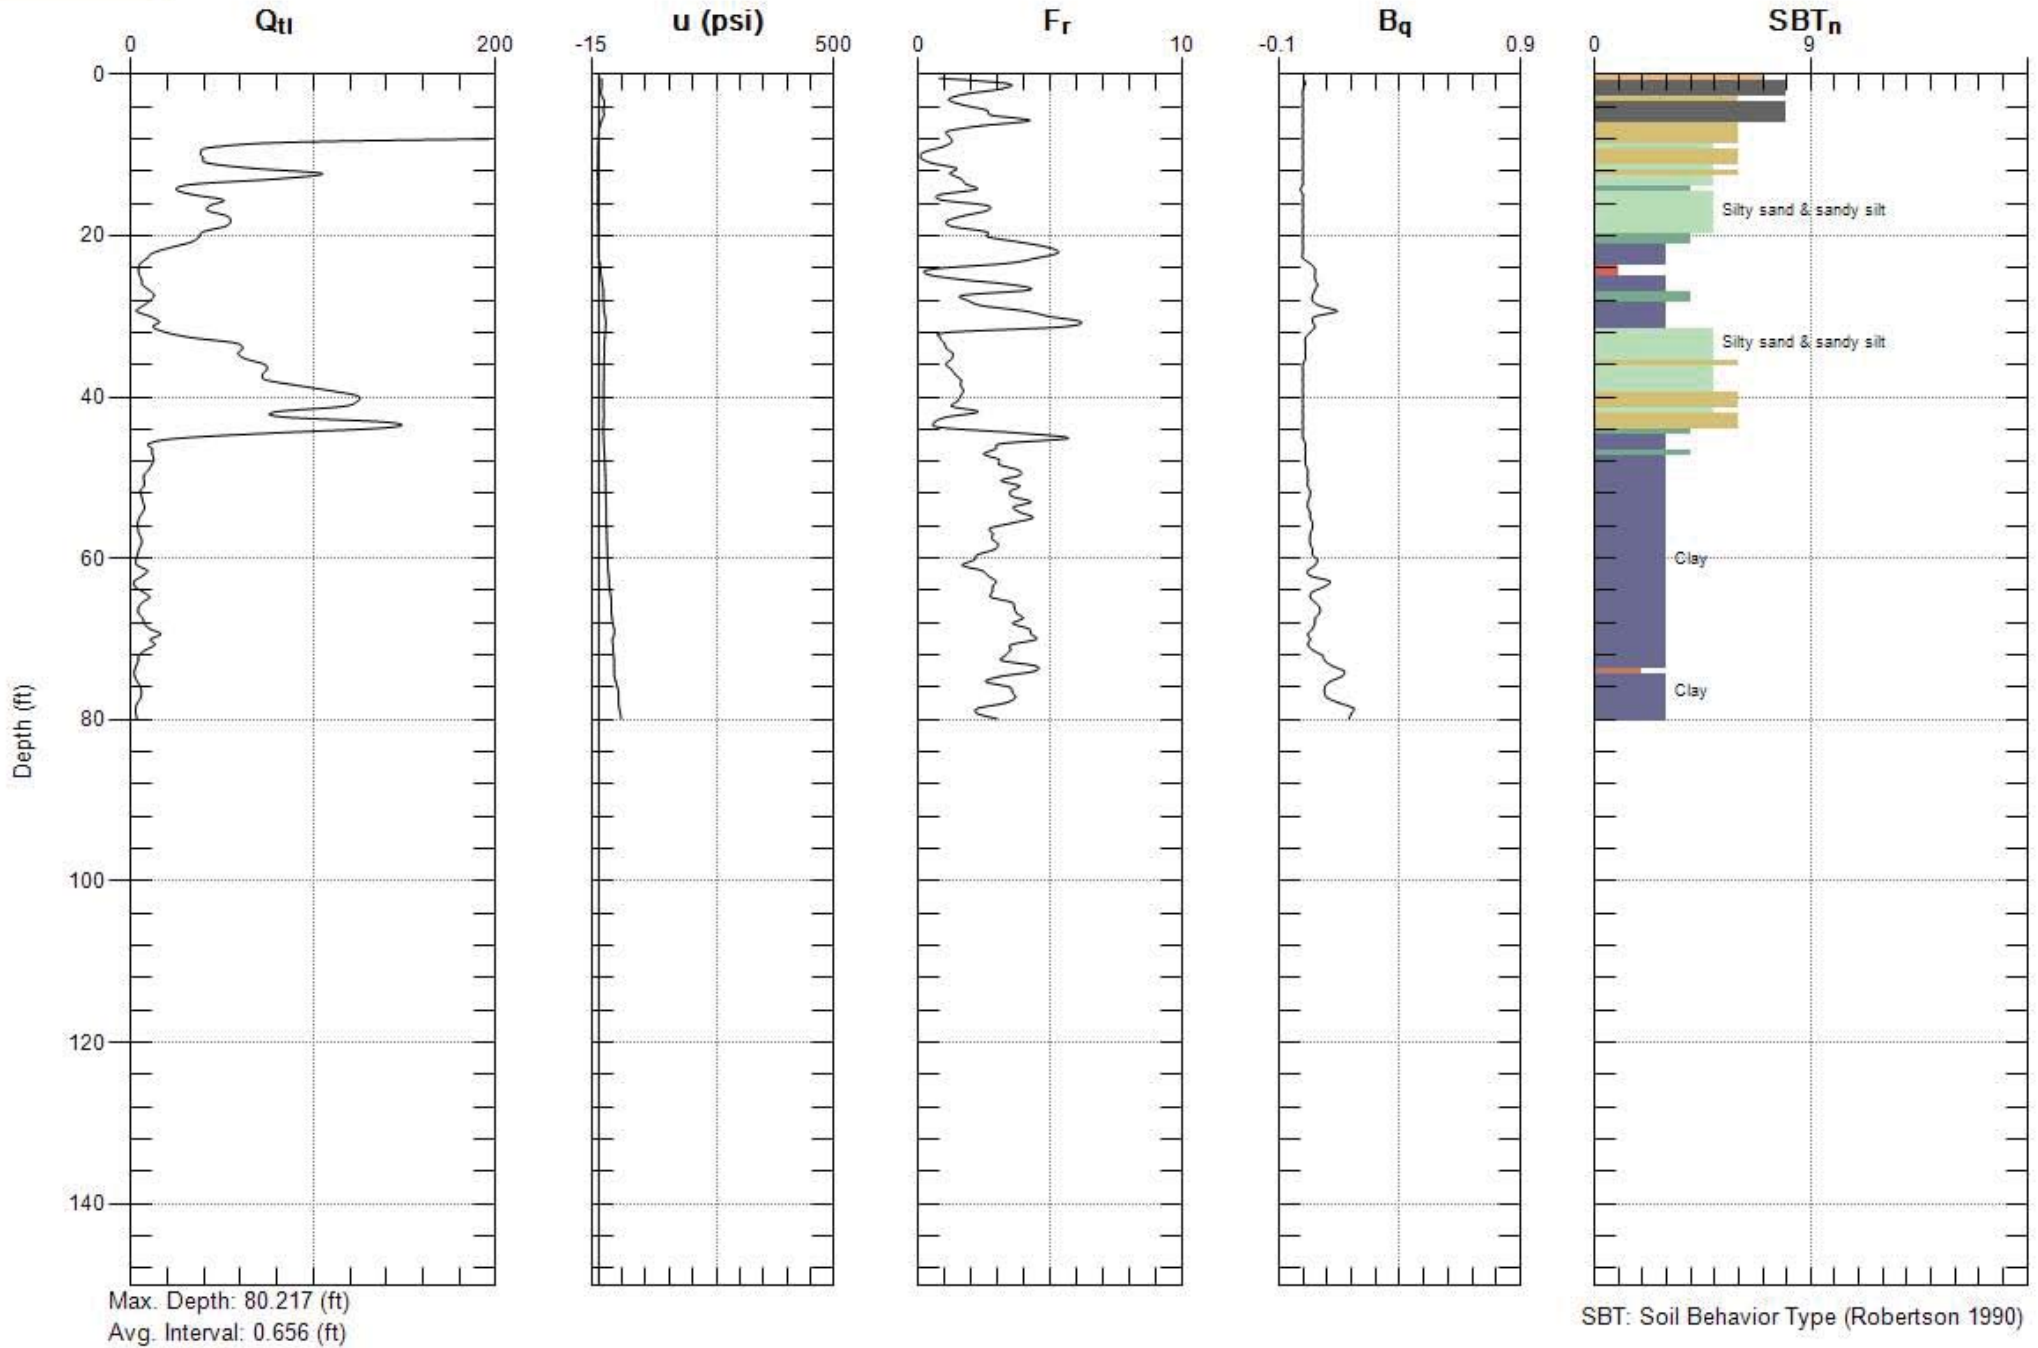 Qtl u (psi) Fr Bq SBTn
0 200 -15 500 0 10 -0.1 0.9 0 9
0
20
Silty sand & sandy silt
Silty sand & sandy silt
40
60
Clay
Clay
80
Depth (ft)
100
120
140
Max. Depth: 80.217 (ft)
Avg. Interval: 0.656 (ft)
SBT: Soil Behavior Type (Robertson 1990)